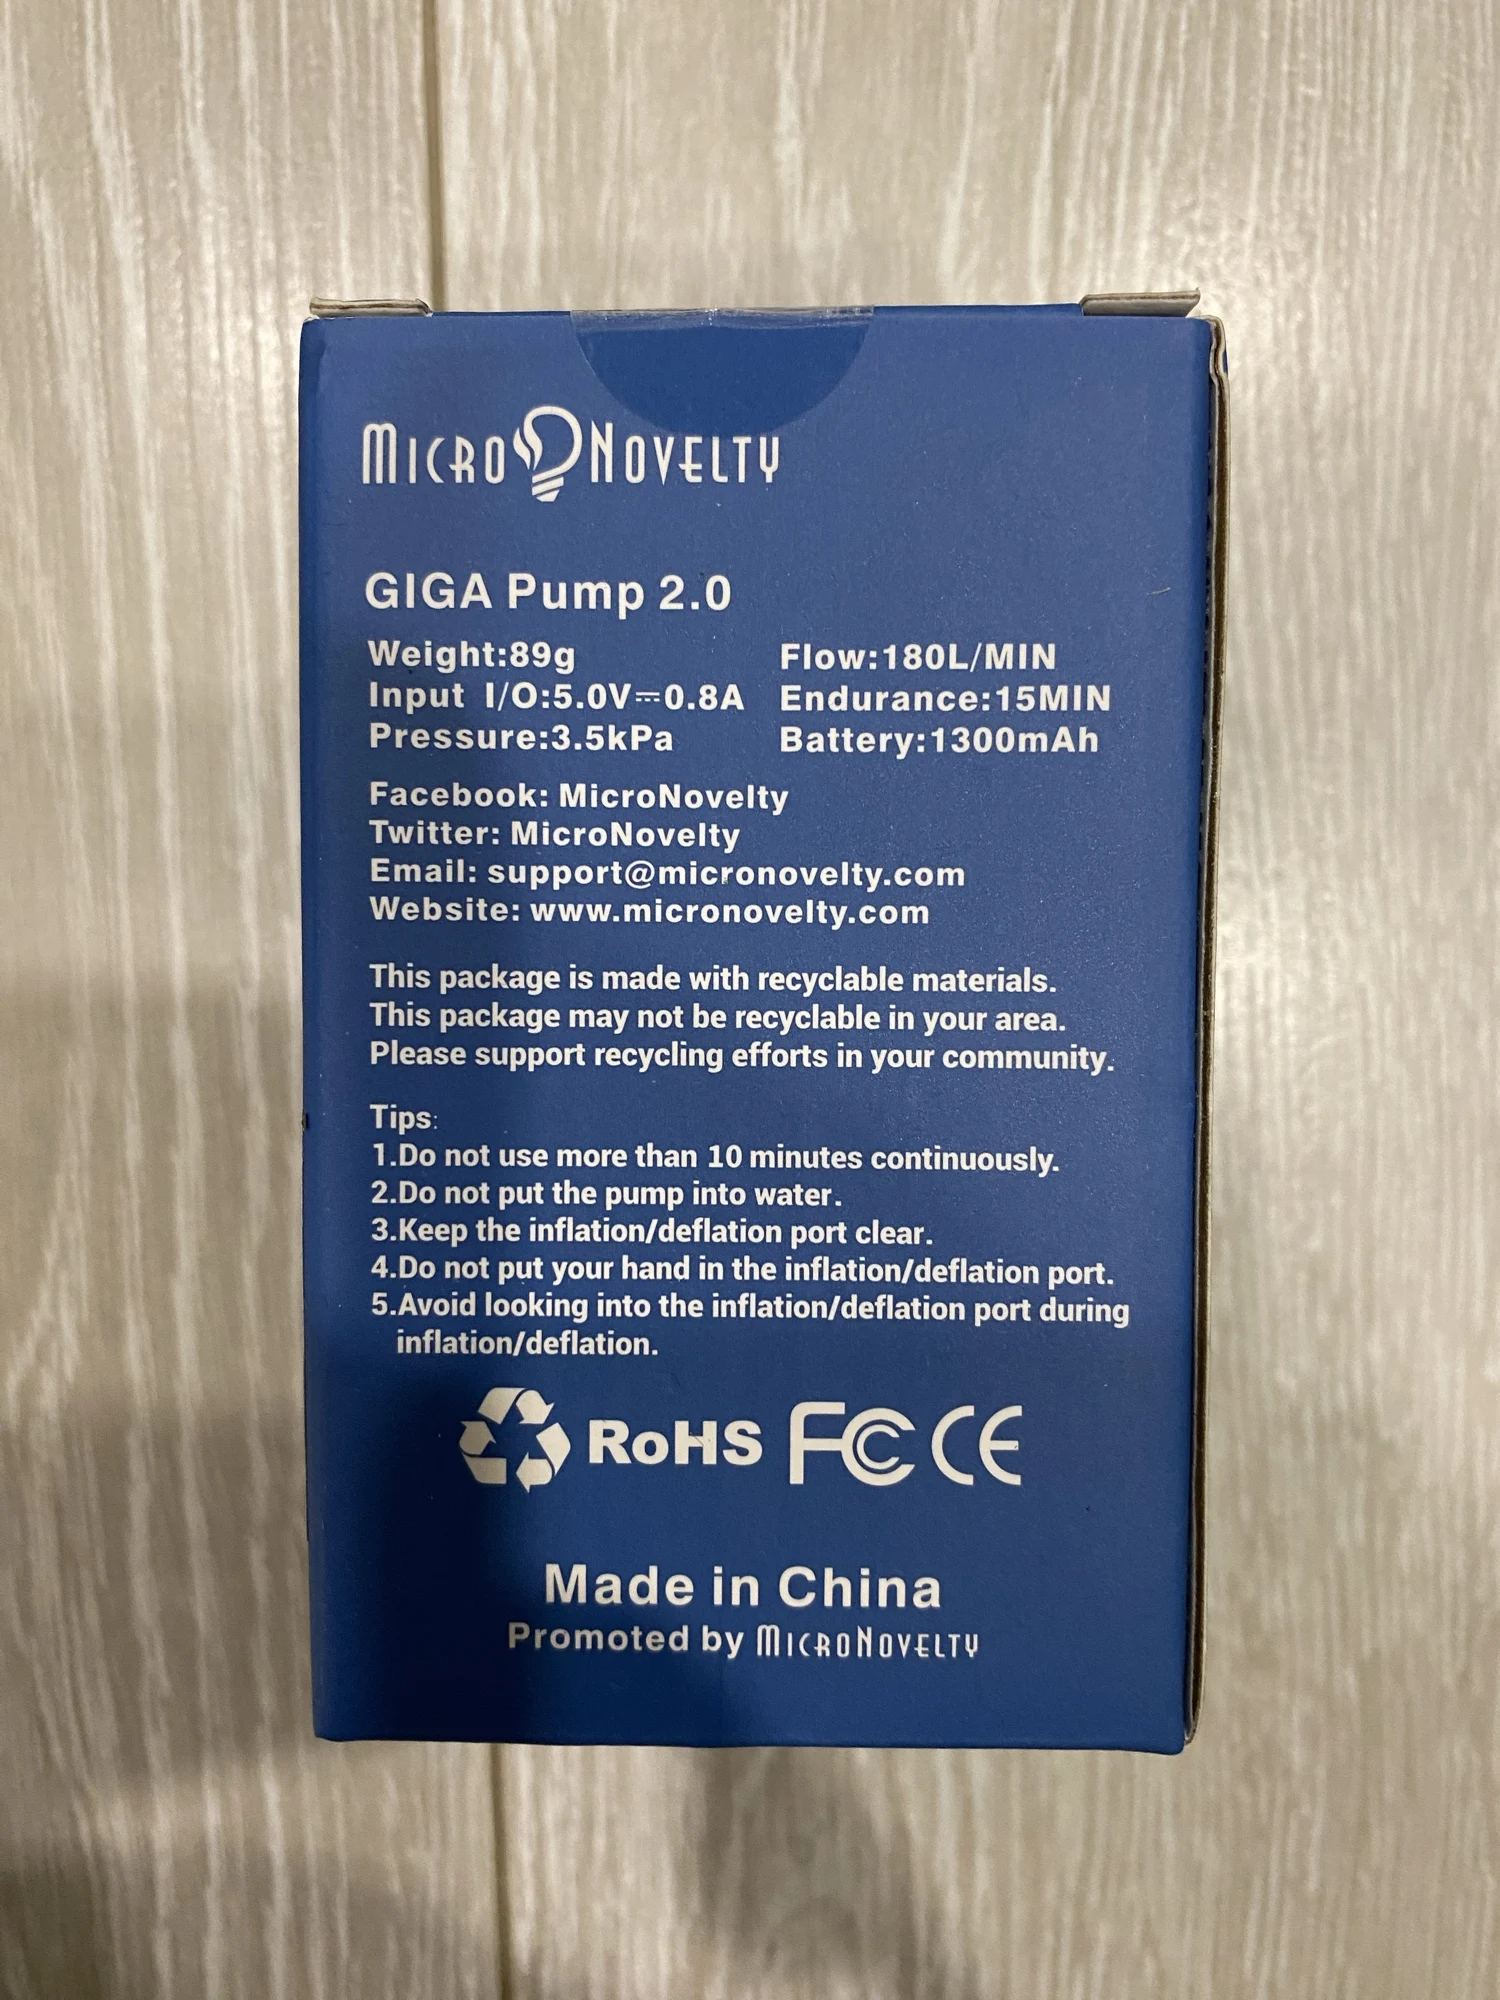 MICRO NOVELTY
GIGA Pump 2.0
Weight:89g Flow:180L/MIN
Input I/O:5.0V⎓0.8A Endurance:15MIN
Pressure:3.5kPa Battery:1300mAh
Facebook: MicroNovelty
Twitter: MicroNovelty
Email: support@micronovelty.com
Website: www.micronovelty.com
This package is made with recyclable materials.
This package may not be recyclable in your area.
Please support recycling efforts in your community.
Tips:
1.Do not use more than 10 minutes continuously.
2.Do not put the pump into water.
3.Keep the inflation/deflation port clear.
4.Do not put your hand in the inflation/deflation port.
5.Avoid looking into the inflation/deflation port during
inflation/deflation.
RoHS FC CE
Made in China
Promoted by MICRONOVELTY